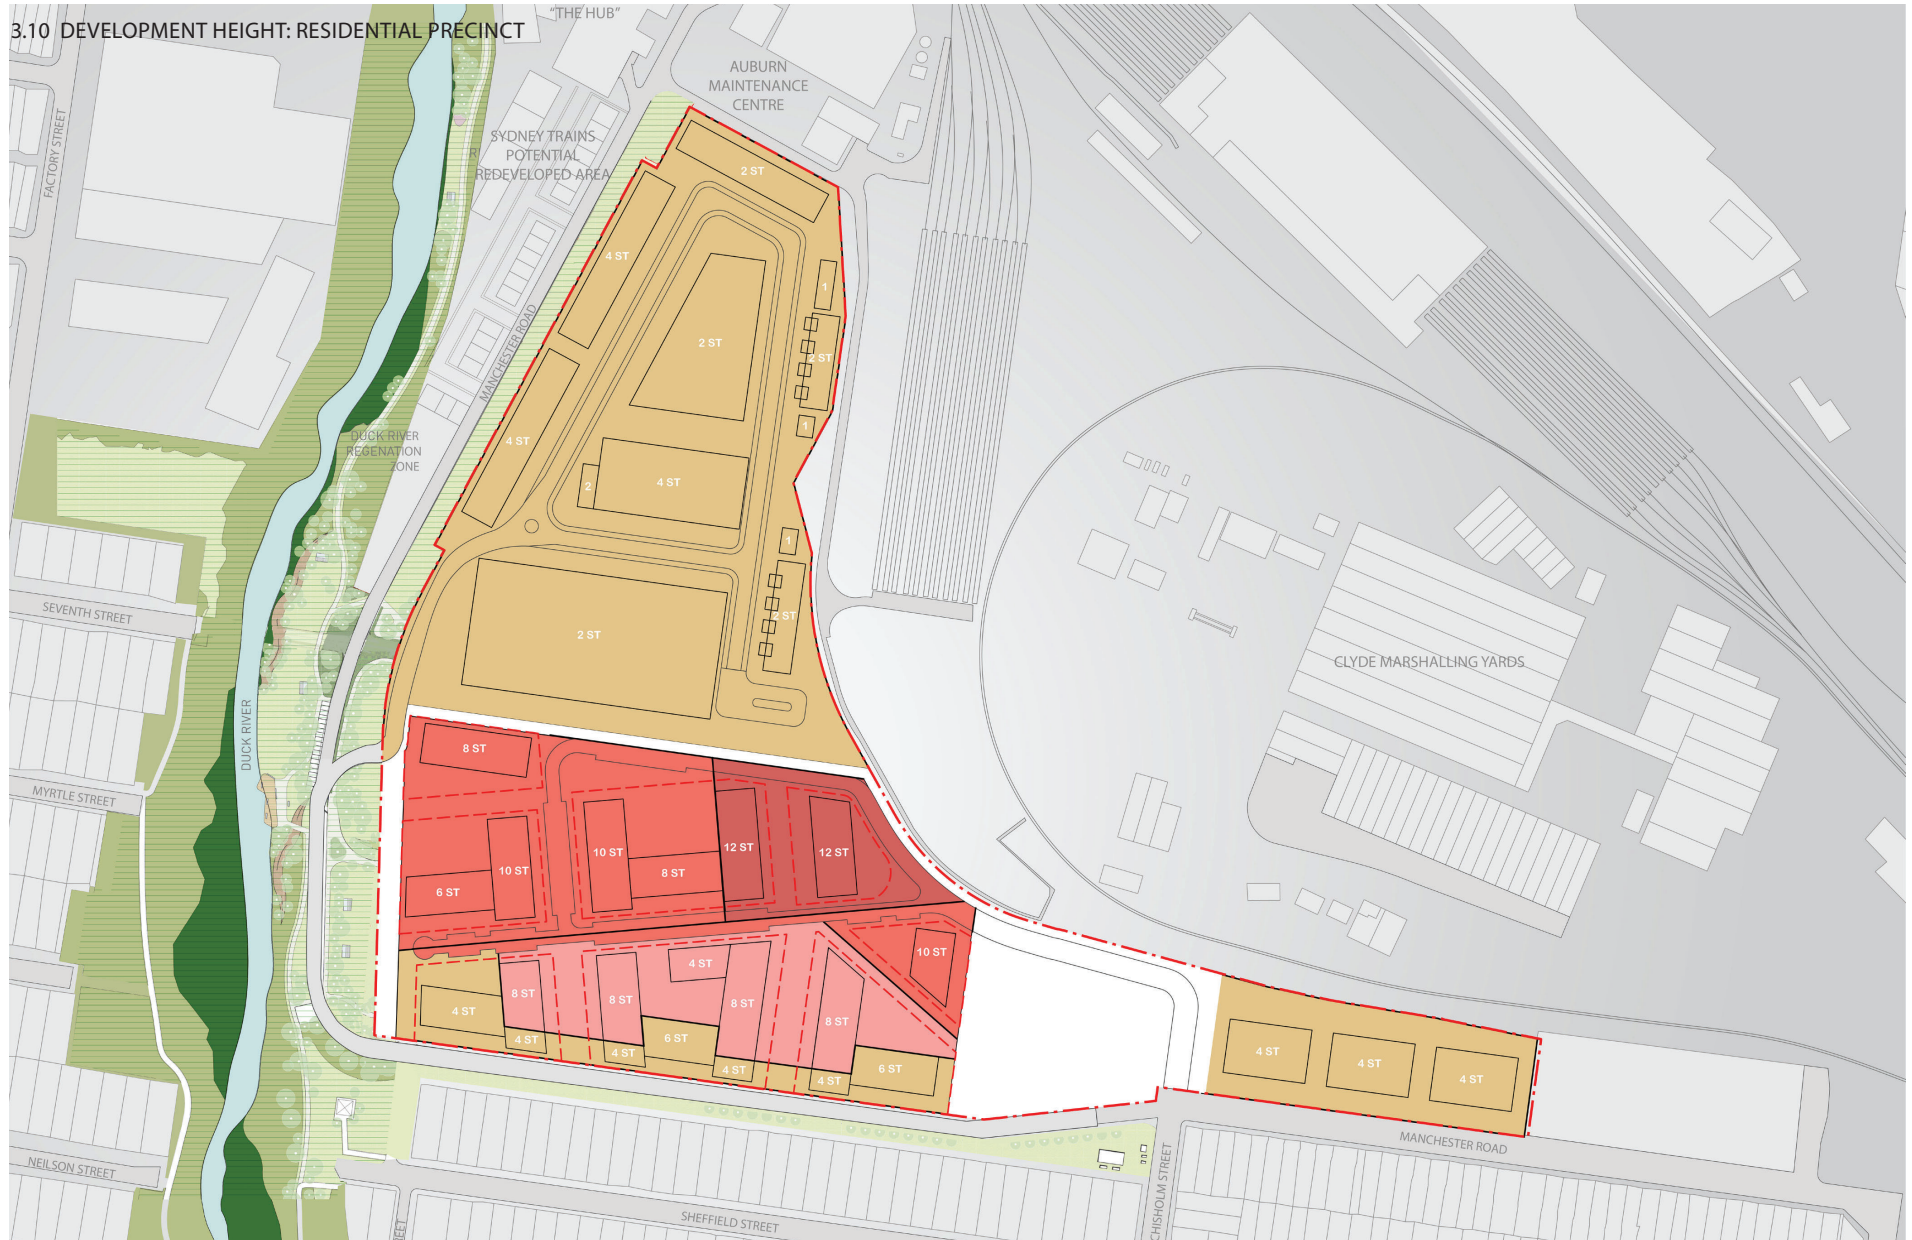 3.10 DEVELOPMENT HEIGHT: RESIDENTIAL PRECINCT
"THE HUB"
AUBURN
MAINTENANCE
CENTRE
SYDNEY TRAINS
POTENTIAL
REDEVELOPED AREA
R
FACTORY STREET
MANCHESTER ROAD
DUCK RIVER
REGENATION
ZONE
2 ST
4 ST
1
2 ST
2 ST
1
4 ST
4 ST
2
1
2 ST
2 ST
SEVENTH STREET
CLYDE MARSHALLING YARDS
DUCK RIVER
MYRTLE STREET
8 ST
10 ST
12 ST
12 ST
10 ST
8 ST
6 ST
10 ST
4 ST
8 ST
8 ST
8 ST
8 ST
4 ST
4 ST
4 ST
6 ST
4 ST
4 ST
6 ST
4 ST
4 ST
4 ST
MANCHESTER ROAD
CHISHOLM STREET
NEILSON STREET
SHEFFIELD STREET
EET